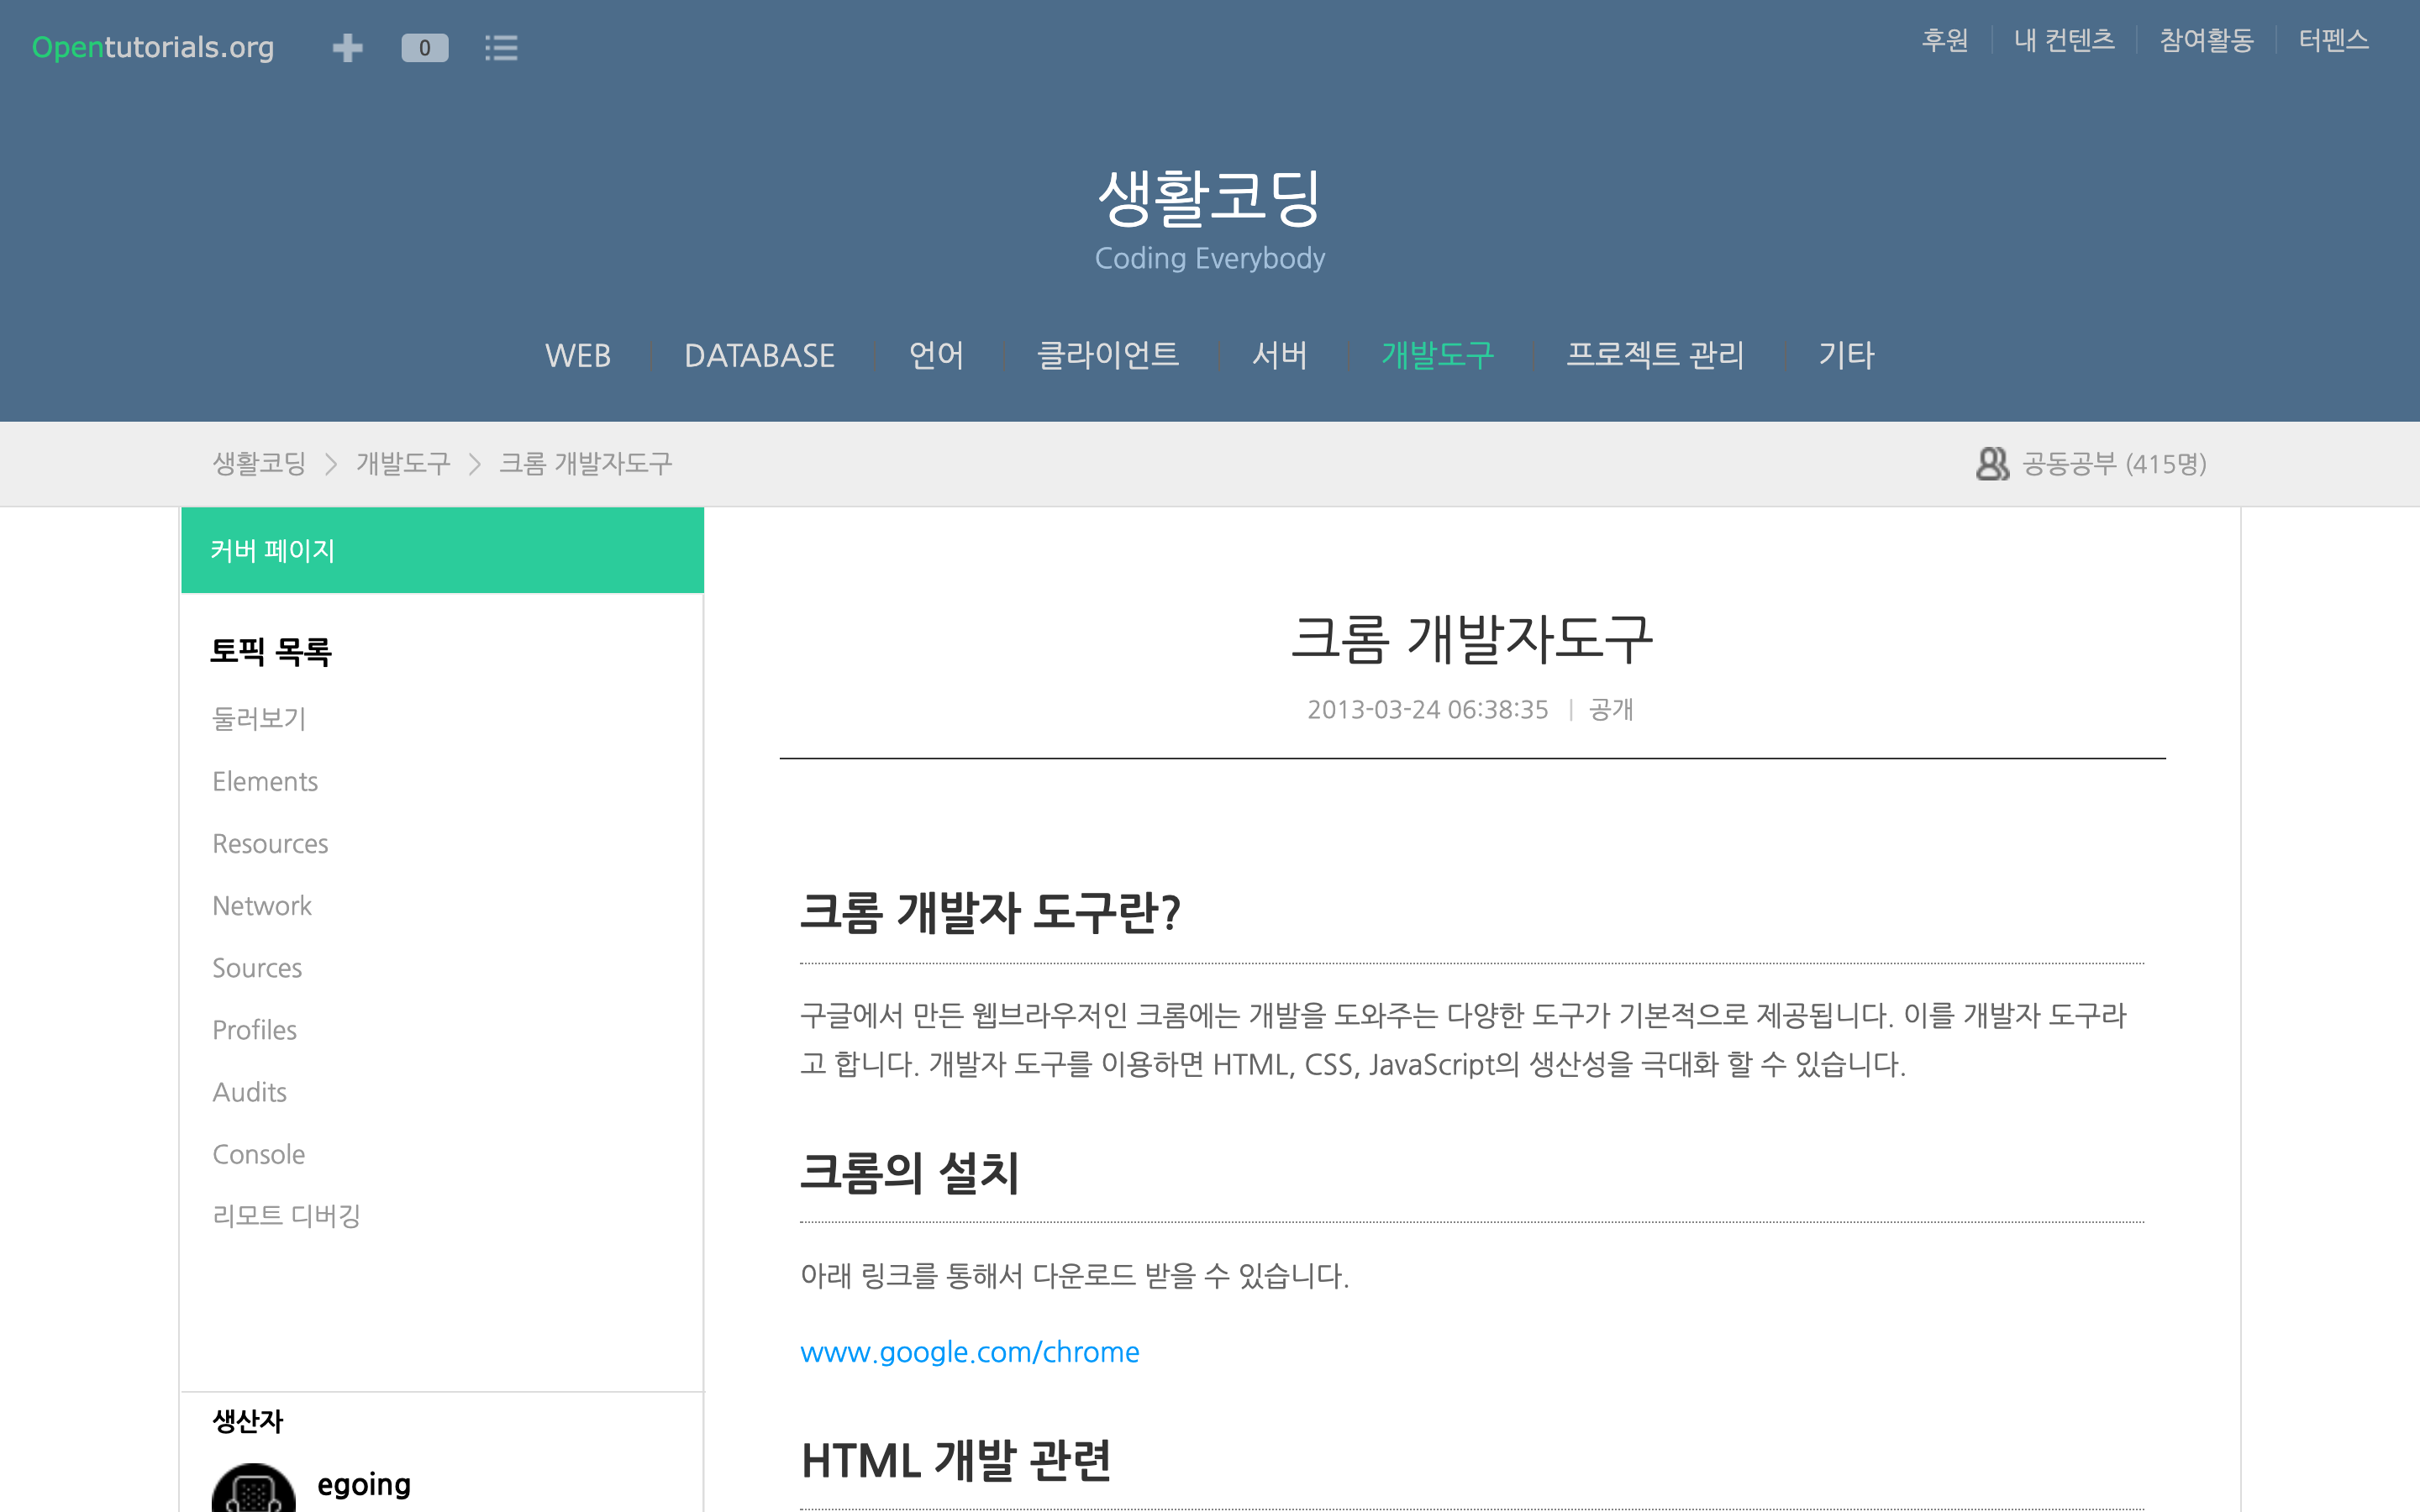 Opentutorials.org 0 후원 내 컨텐츠 참여활동 터펜스
생활코딩
Coding Everybody
WEB DATABASE 언어 클라이언트 서버 개발도구 프로젝트 관리 기타
생활코딩 > 개발도구 > 크롬 개발자도구 공동공부 (415명)
커버 페이지
토픽 목록
둘러보기
Elements
Resources
Network
Sources
Profiles
Audits
Console
리모트 디버깅
생산자
egoing
크롬 개발자도구
2013-03-24 06:38:35 | 공개
크롬 개발자 도구란?
구글에서 만든 웹브라우저인 크롬에는 개발을 도와주는 다양한 도구가 기본적으로 제공됩니다. 이를 개발자 도구라
고 합니다. 개발자 도구를 이용하면 HTML, CSS, JavaScript의 생산성을 극대화 할 수 있습니다.
크롬의 설치
아래 링크를 통해서 다운로드 받을 수 있습니다.
www.google.com/chrome
HTML 개발 관련